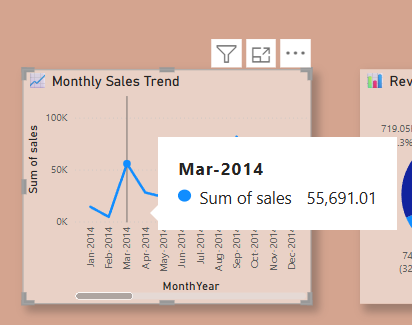 Monthly Sales Trend
Sum of sales
100K
50K
0K
Jan-2014
Feb-2014
Mar-2014
Apr-2014
May-2014
Jun-2014
Jul-2014
Aug-2014
Sep-2014
Oct-2014
Nov-2014
Dec-2014
MonthYear
Mar-2014
Sum of sales 55,691.01
Rev
719.05
3%
74
(32